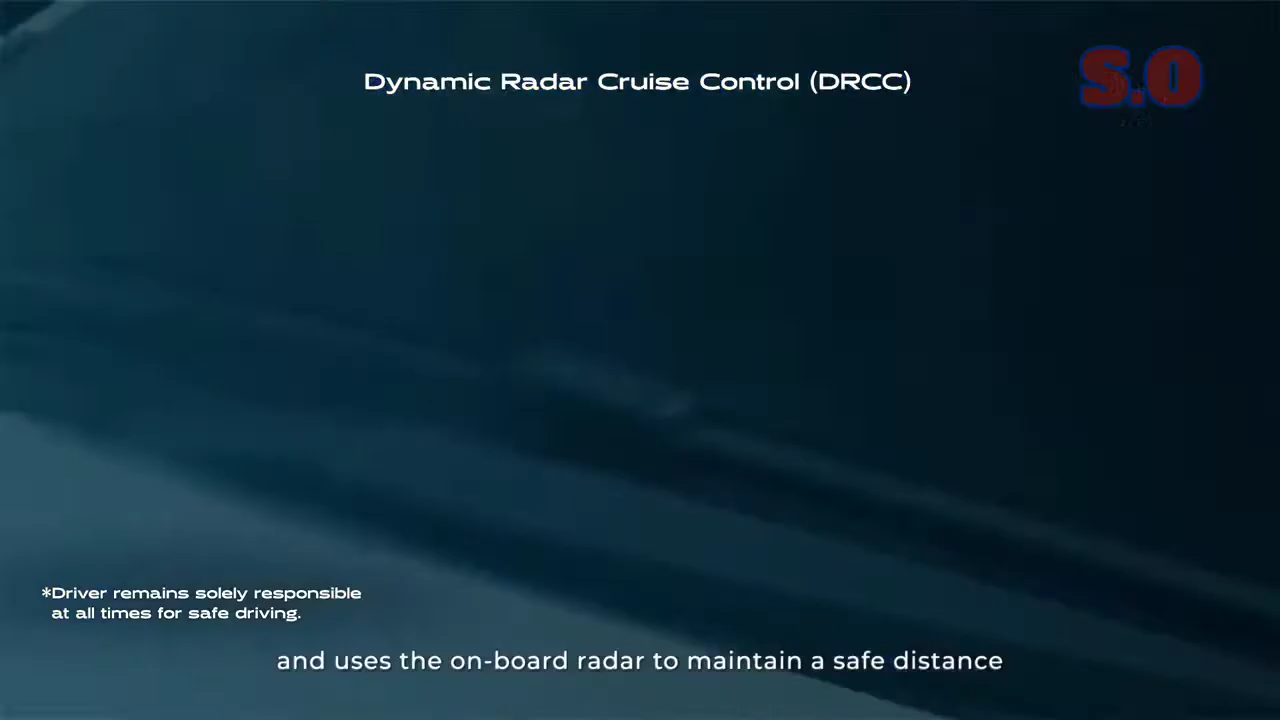 Dynamic Radar Cruise Control (DRCC)
S.O
*Driver remains solely responsible
at all times for safe driving.
and uses the on-board radar to maintain a safe distance